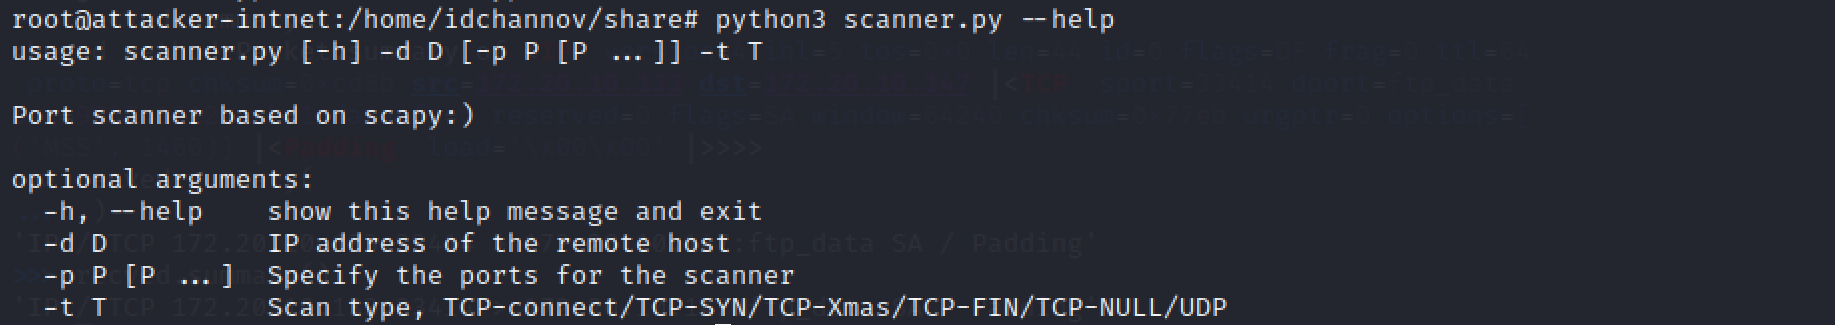 root@attacker-intnet:/home/idchannov/share# python3 scanner.py --help
usage: scanner.py [-h] -d D [-p P [P ...]] -t T
Port scanner based on scapy:)
optional arguments:
-h, --help show this help message and exit
-d D IP address of the remote host
-p P [P ...] Specify the ports for the scanner
-t T Scan type, TCP-connect/TCP-SYN/TCP-Xmas/TCP-FIN/TCP-NULL/UDP